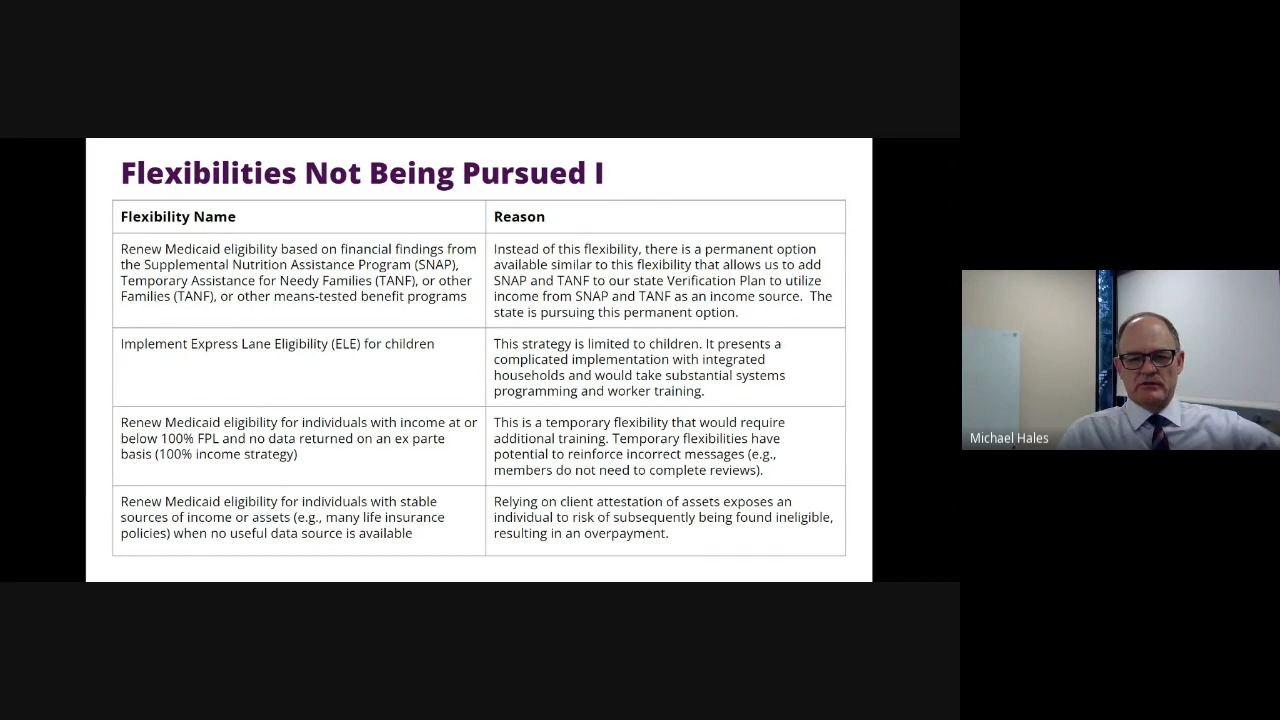 Flexibilities Not Being Pursued I
Flexibility Name
Reason
Renew Medicaid eligibility based on financial findings from
the Supplemental Nutrition Assistance Program (SNAP),
Temporary Assistance for Needy Families (TANF), or other
Families (TANF), or other means-tested benefit programs
Instead of this flexibility, there is a permanent option
available similar to this flexibility that allows us to add
SNAP and TANF to our state Verification Plan to utilize
income from SNAP and TANF as an income source.  The
state is pursuing this permanent option.
Implement Express Lane Eligibility (ELE) for children
This strategy is limited to children. It presents a
complicated implementation with integrated
households and would take substantial systems
programming and worker training.
Renew Medicaid eligibility for individuals with income at or
below 100% FPL and no data returned on an ex parte
basis (100% income strategy)
This is a temporary flexibility that would require
additional training. Temporary flexibilities have
potential to reinforce incorrect messages (e.g.,
members do not need to complete reviews).
Renew Medicaid eligibility for individuals with stable
sources of income or assets (e.g., many life insurance
policies) when no useful data source is available
Relying on client attestation of assets exposes an
individual to risk of subsequently being found ineligible,
resulting in an overpayment.
Michael Hales